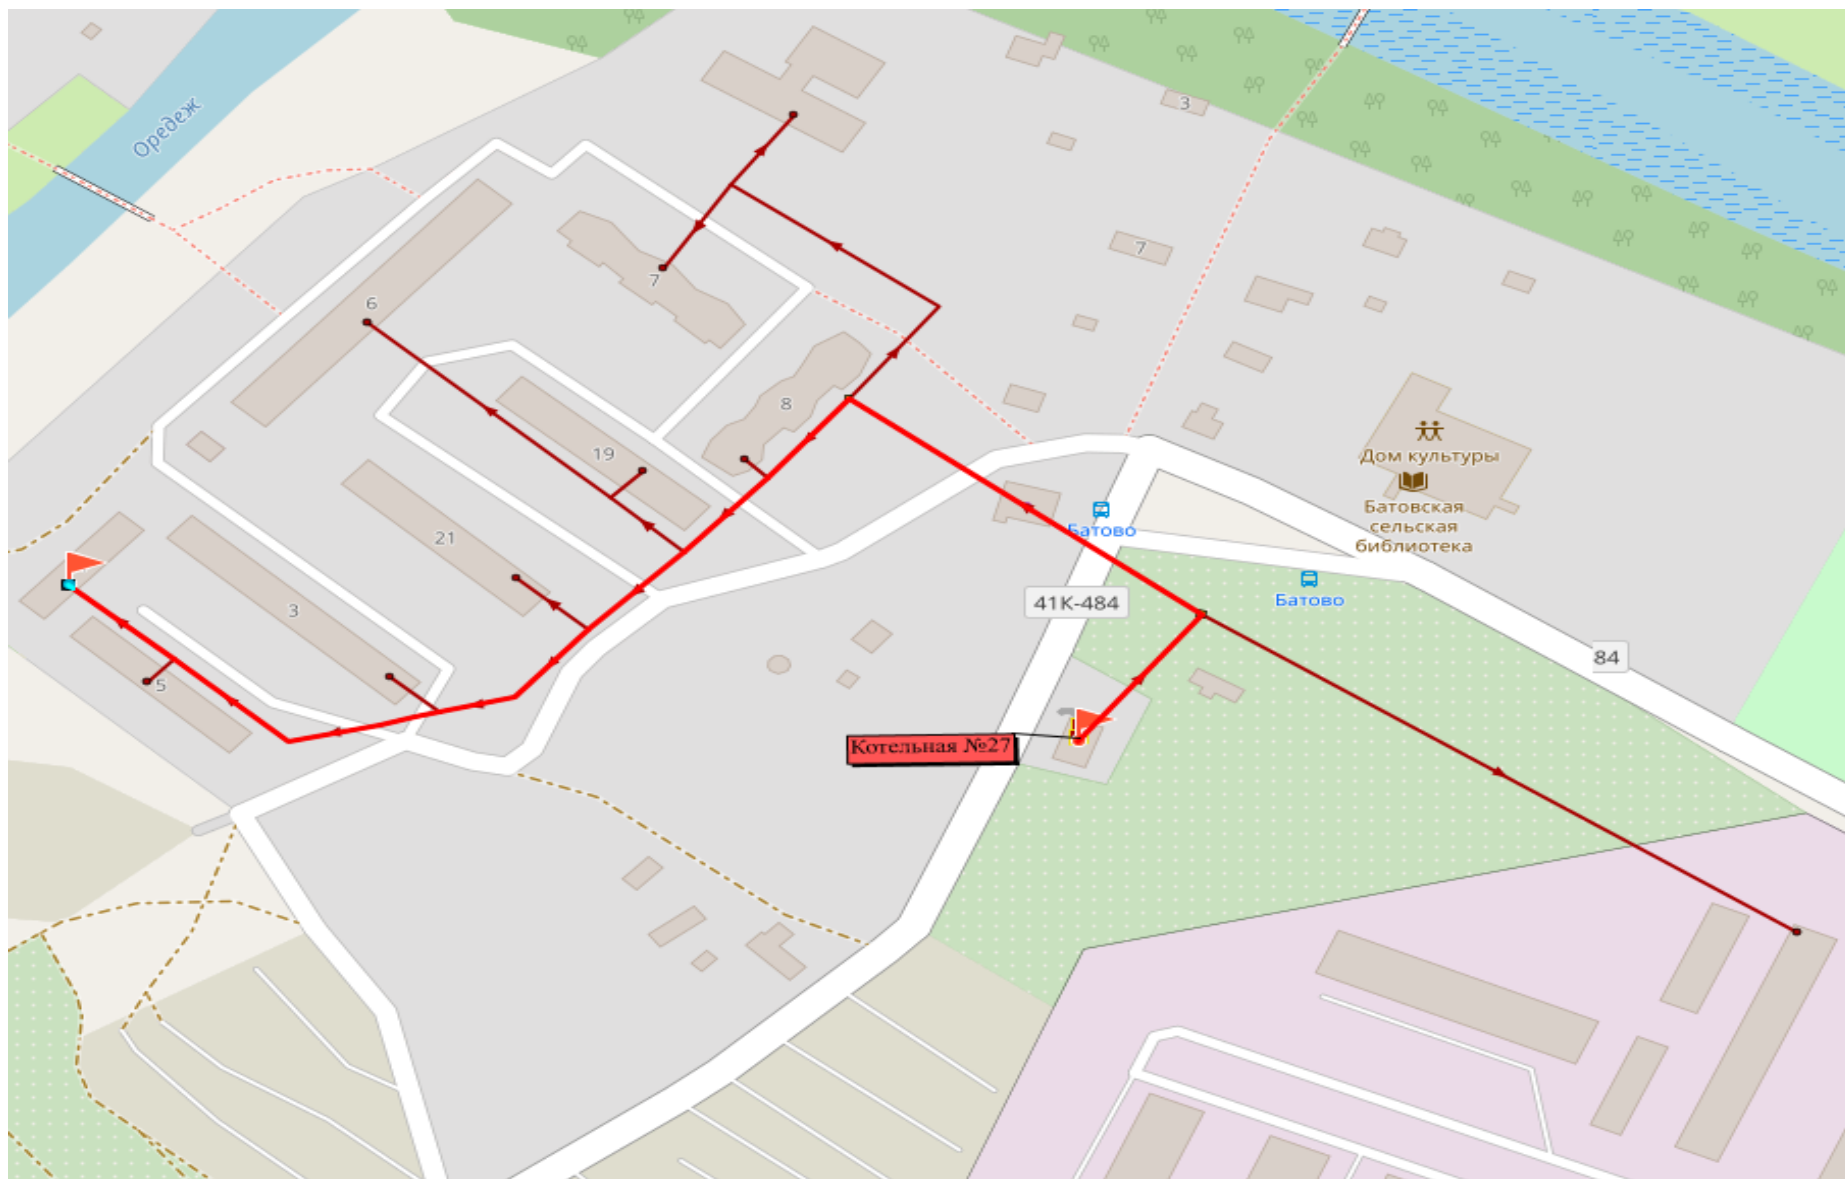 Оредеж
3
7
7
6
8
19
Дом культуры
Батовская
сельская
библиотека
Батово
21
Батово
41К-484
3
84
5
Котельная №27